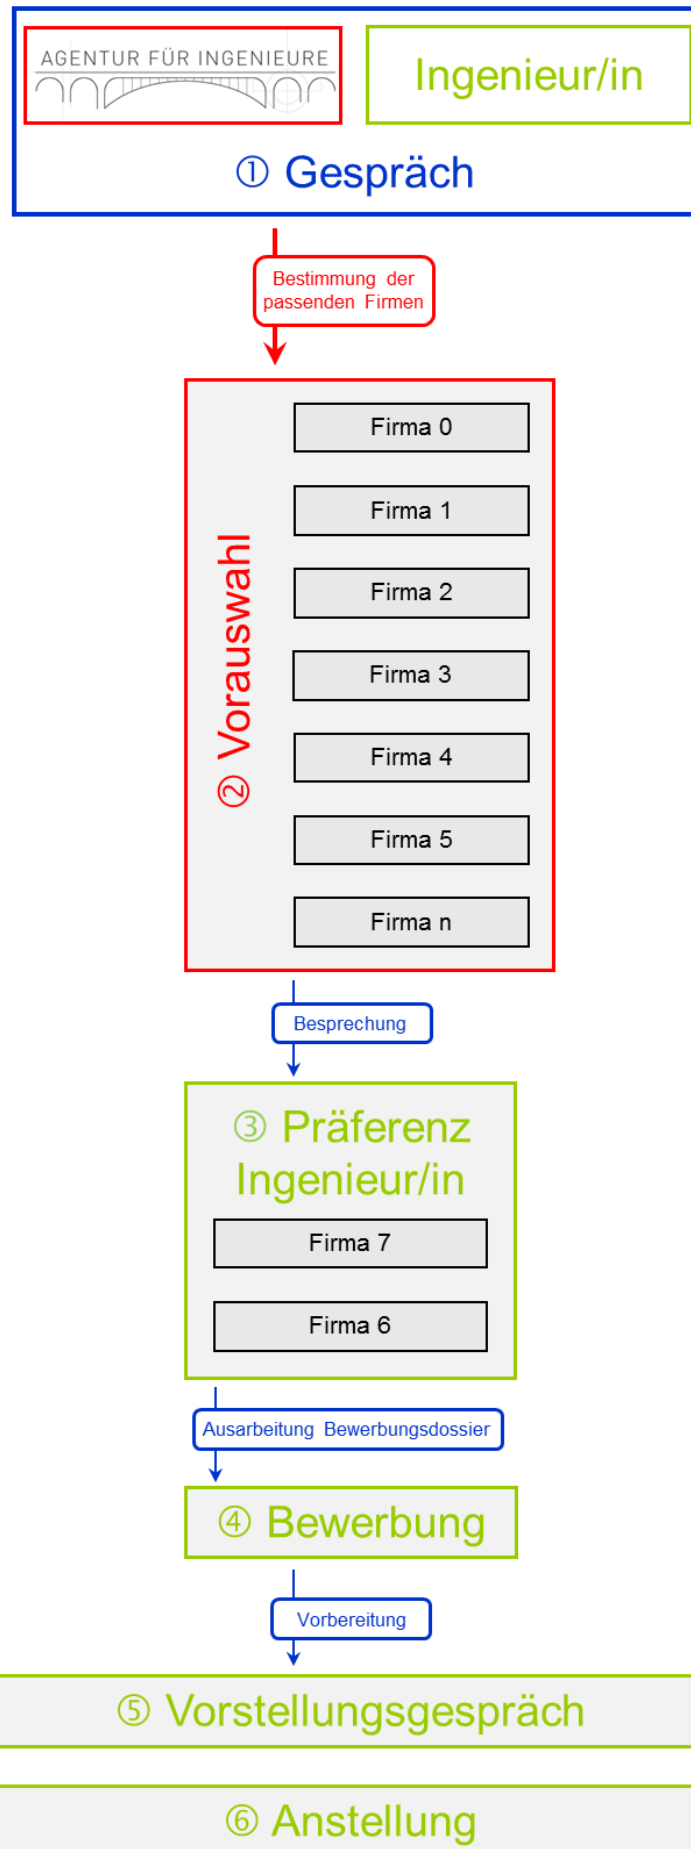 AGENTUR FÜR INGENIEURE
Ingenieur/in
① Gespräch
Bestimmung der
passenden Firmen
② Vorauswahl
Firma 0
Firma 1
Firma 2
Firma 3
Firma 4
Firma 5
Firma n
Besprechung
③ Präferenz
Ingenieur/in
Firma 7
Firma 6
Ausarbeitung Bewerbungsdossier
④ Bewerbung
Vorbereitung
⑤ Vorstellungsgespräch
⑥ Anstellung